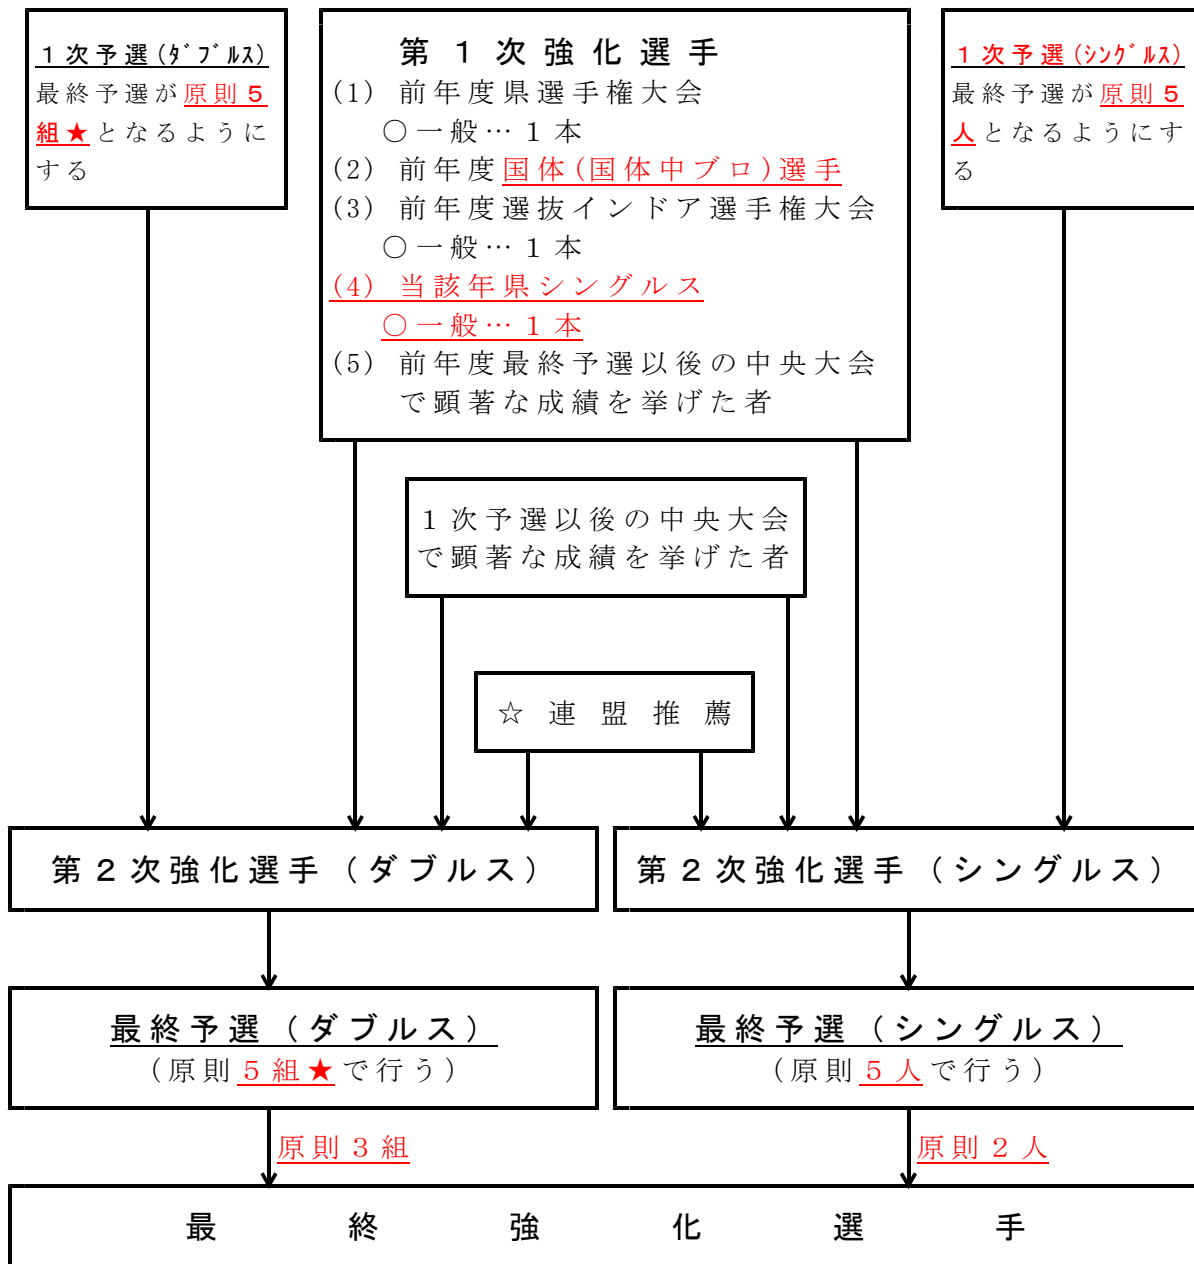 1次予選(ﾀﾞﾌﾞﾙｽ)
最終予選が原則5
組★となるように
する
第1次強化選手
(1) 前年度県選手権大会
○一般…1本
(2) 前年度国体(国体中ブロ)選手
(3) 前年度選抜インドア選手権大会
○一般…1本
(4) 当該年県シングルス
○一般…1本
(5) 前年度最終予選以後の中央大会
で顕著な成績を挙げた者
1次予選(ｼﾝｸﾞﾙｽ)
最終予選が原則5
人となるようにす
る
1次予選以後の中央大会
で顕著な成績を挙げた者
☆連盟推薦
第2次強化選手(ダブルス)
第2次強化選手(シングルス)
最終予選(ダブルス)
(原則5組★で行う)
最終予選(シングルス)
(原則5人で行う)
原則3組
原則2人
最終強化選手